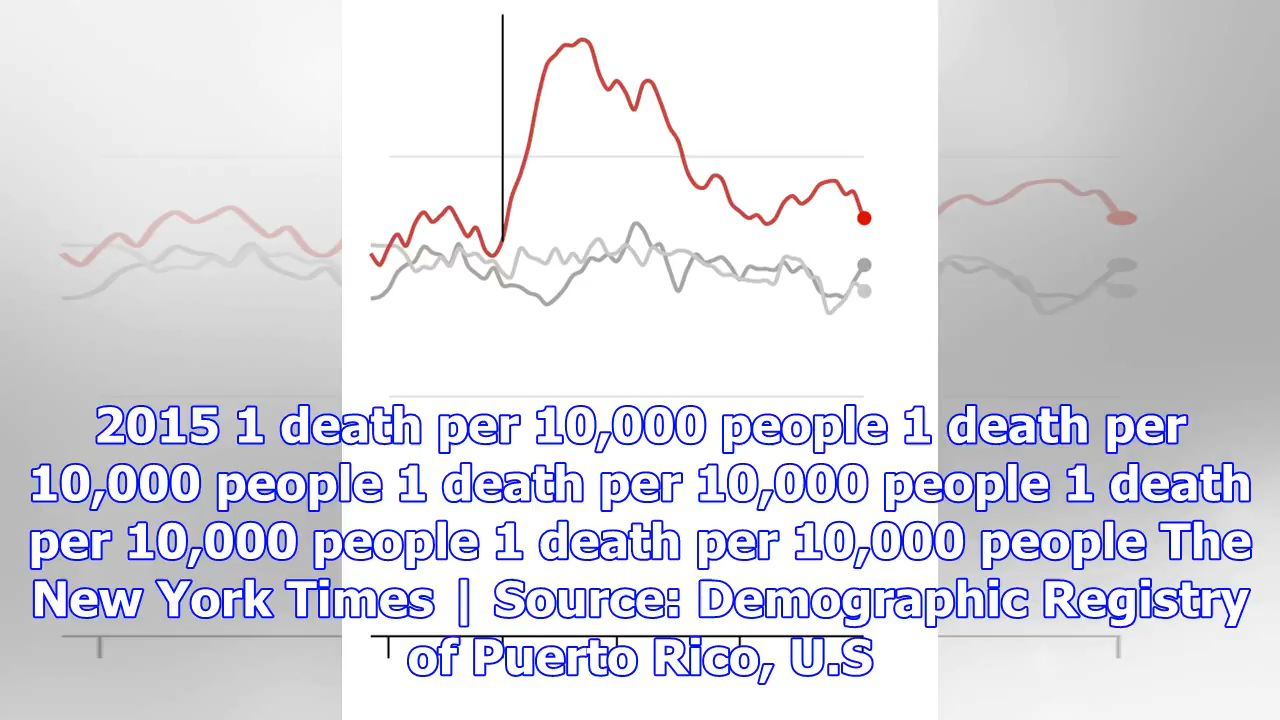 2015 1 death per 10,000 people 1 death per
10,000 people 1 death per 10,000 people 1 death
per 10,000 people 1 death per 10,000 people The
New York Times | Source: Demographic Registry
of Puerto Rico, U.S